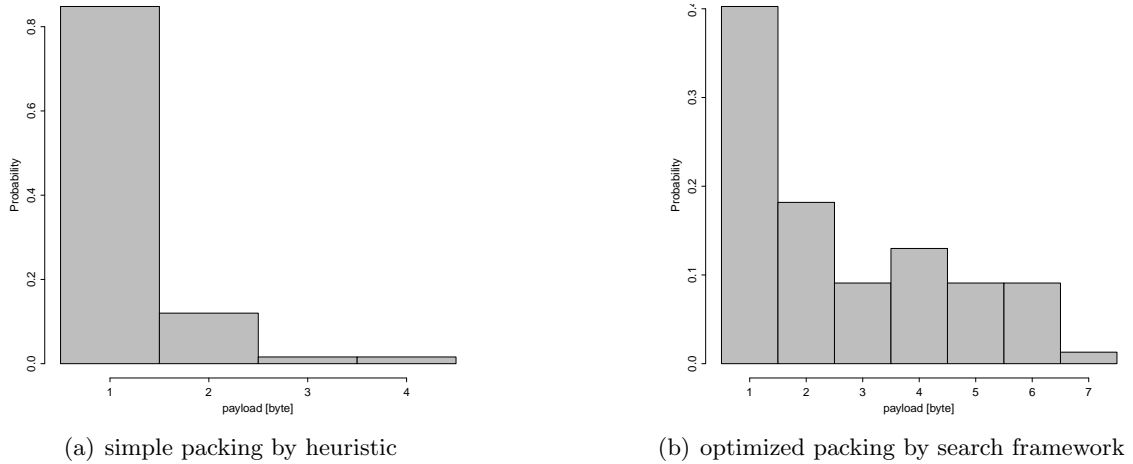 0.8
0.6
0.4
0.2
0.0
Probability
1 2 3 4
payload [byte]
(a) simple packing by heuristic
0.3
0.2
0.1
0.0
Probability
1 2 3 4 5 6 7
payload [byte]
(b) optimized packing by search framework